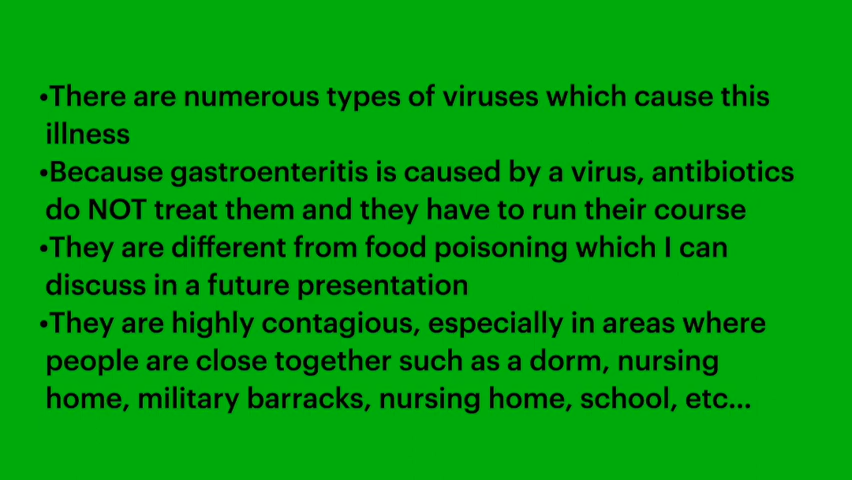 •There are numerous types of viruses which cause this
illness
•Because gastroenteritis is caused by a virus, antibiotics
do NOT treat them and they have to run their course
•They are different from food poisoning which I can
discuss in a future presentation
•They are highly contagious, especially in areas where
people are close together such as a dorm, nursing
home, military barracks, nursing home, school, etc...